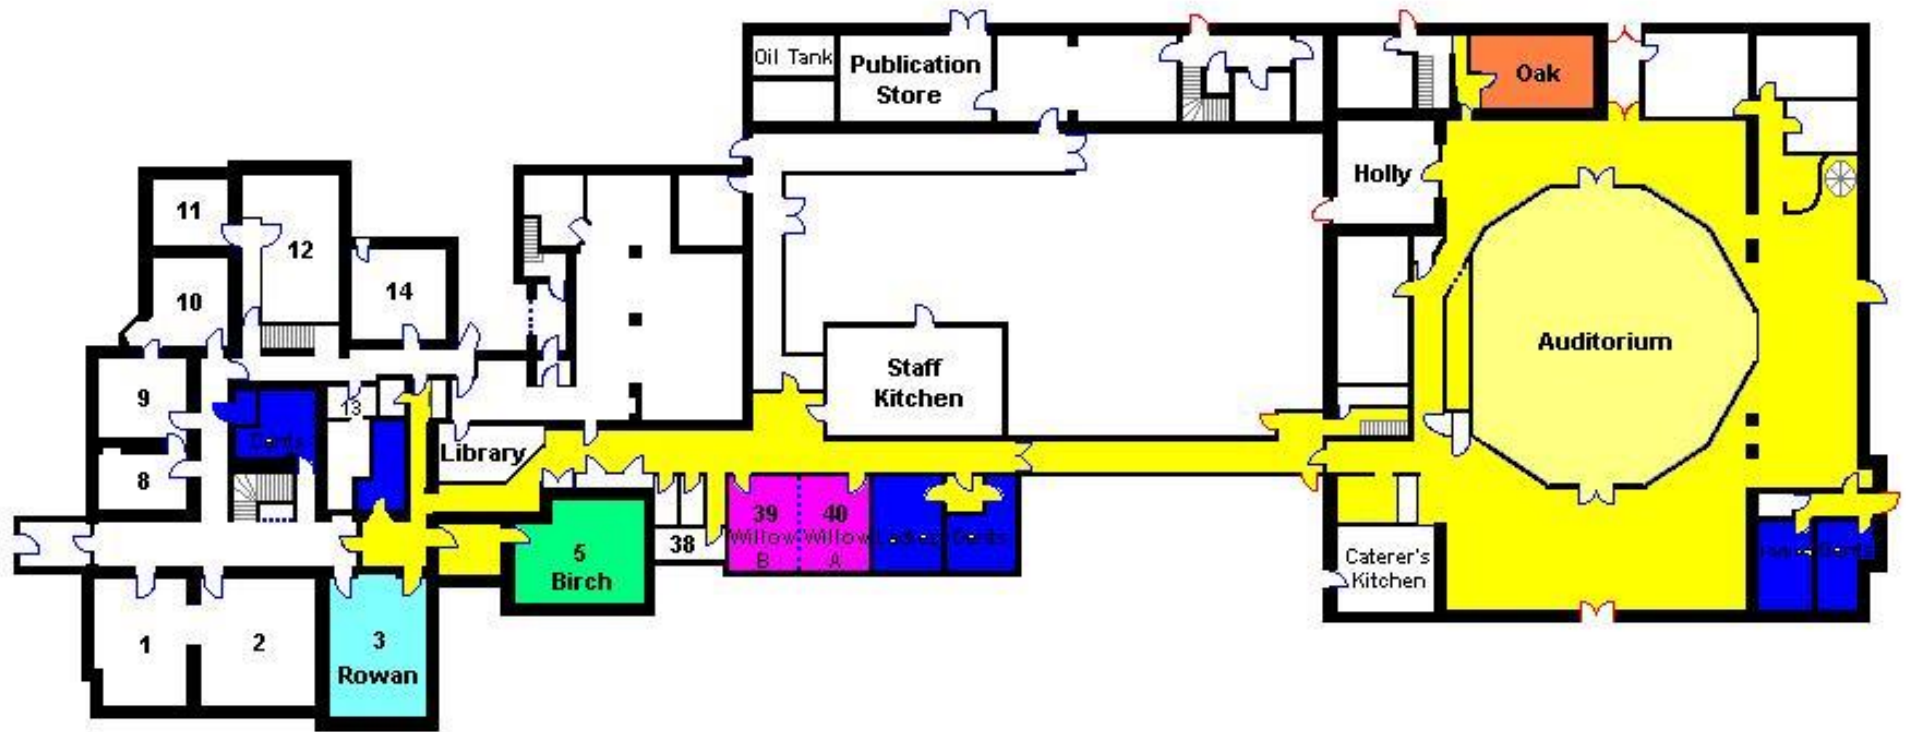 Oil Tank
Publication
Store
Oak
Holly
11
12
10
14
Auditorium
Staff
Kitchen
9
13
8
Library
Gents
39
Willow
B
40
Willow
A
38
5
Birch
Caterer's
Kitchen
1
2
3
Rowan